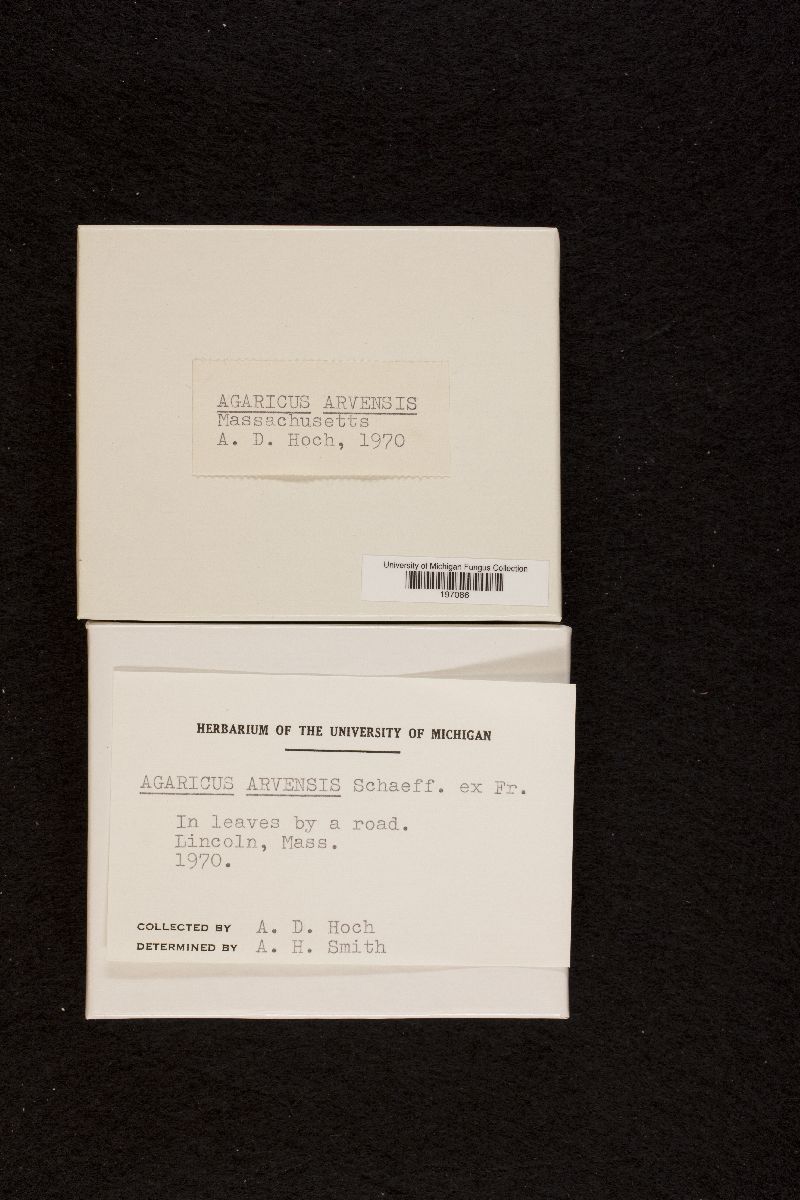 AGARICUS ARVENSIS
Massachusetts
A. D. Hoch, 1970
University of Michigan Fungus Collection
197086
HERBARIUM OF THE UNIVERSITY OF MICHIGAN
AGARICUS ARVENSIS Schaeff. ex Fr.
In leaves by a road.
Lincoln, Mass.
1970.
COLLECTED BY A. D. Hoch
DETERMINED BY A. H. Smith